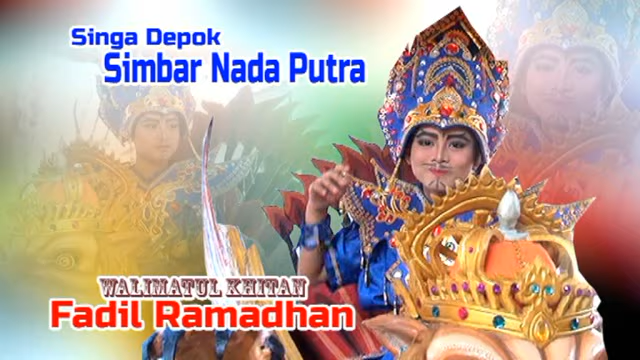 Singa Depok
Simbar Nada Putra
WALIMATUL KHITAN
Fadil Ramadhan